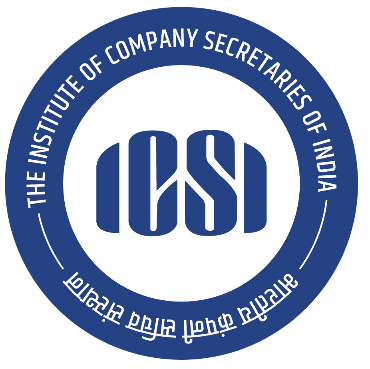 THE INSTITUTE OF COMPANY SECRETARIES OF INDIA
ICSI
भारतीय कंपनी सचिव संस्थान